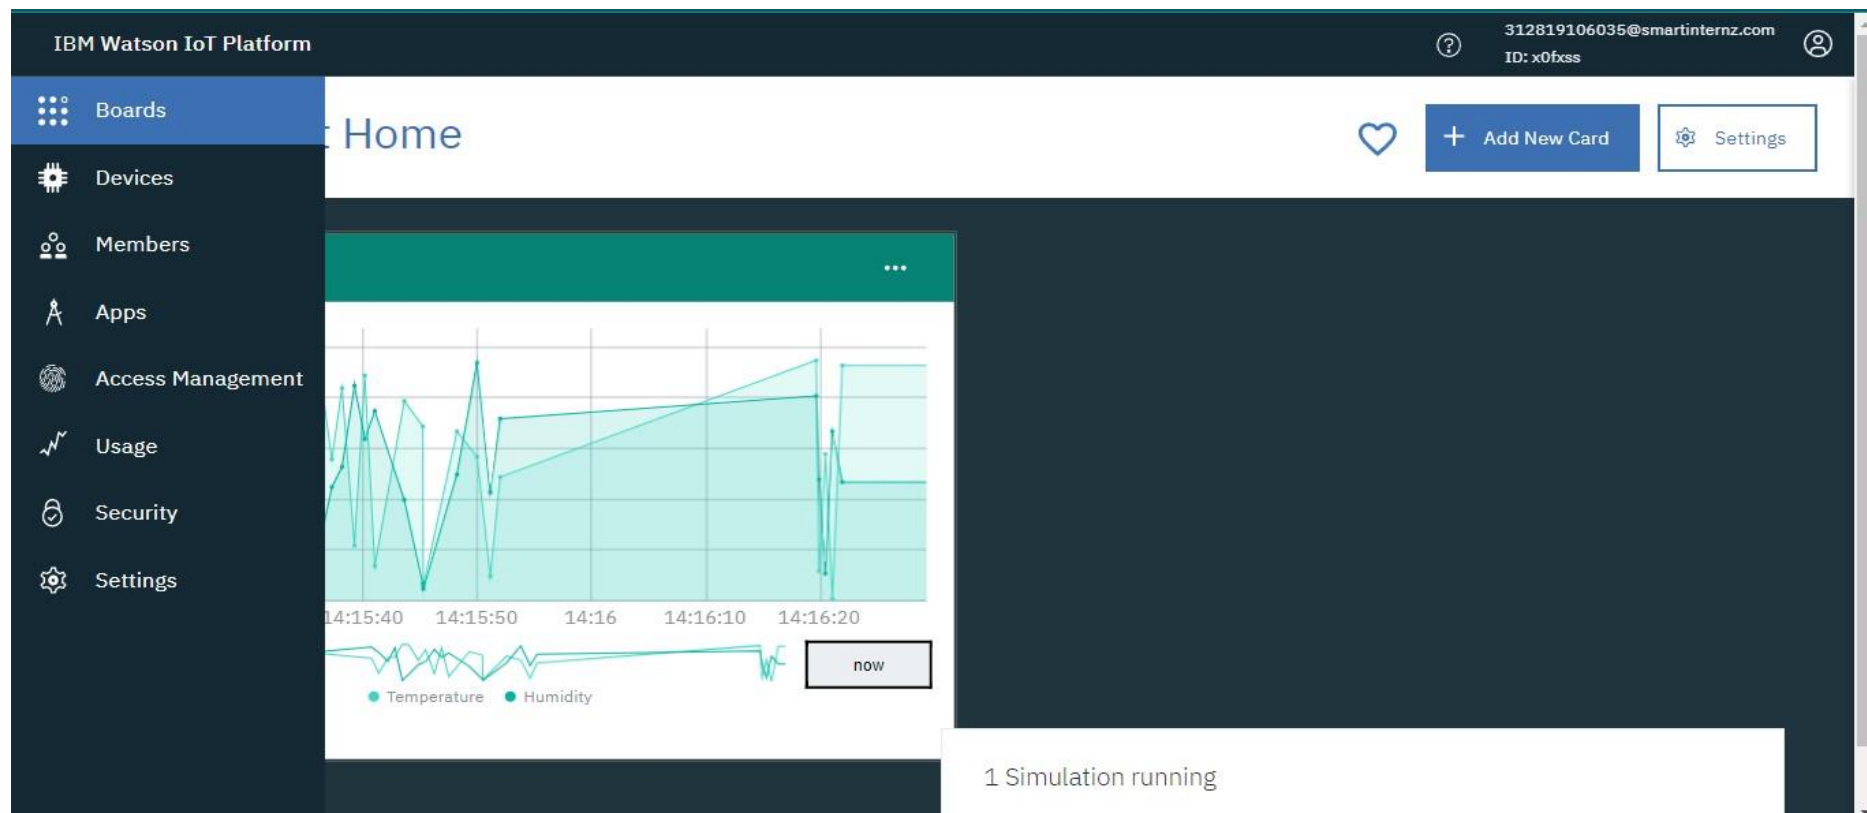 IBM Watson IoT Platform
312819106035@smartinternz.com
ID: x0fxss
Boards
Devices
Members
Apps
Access Management
Usage
Security
Settings
t Home
+ Add New Card
Settings
14:15:40 14:15:50 14:16 14:16:10 14:16:20
now
Temperature Humidity
1 Simulation running